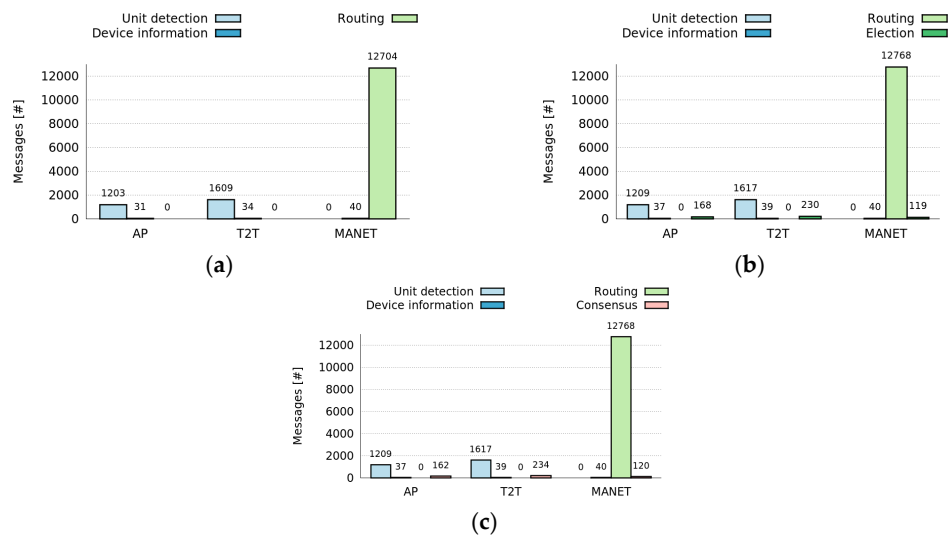 Unit detection
Routing
Device information
12704
12000
10000
8000
6000
4000
2000
0
Messages [#]
1203 31 0
1609 34 0
0 40
AP T2T MANET
(a)
Unit detection
Routing
Device information
Election
12768
12000
10000
8000
6000
4000
2000
0
Messages [#]
1209 37 0 168
1617 39 0 230
0 40 119
AP T2T MANET
(b)
Unit detection
Routing
Device information
Consensus
12768
12000
10000
8000
6000
4000
2000
0
Messages [#]
1209 37 0 162
1617 39 0 234
0 40 120
AP T2T MANET
(c)